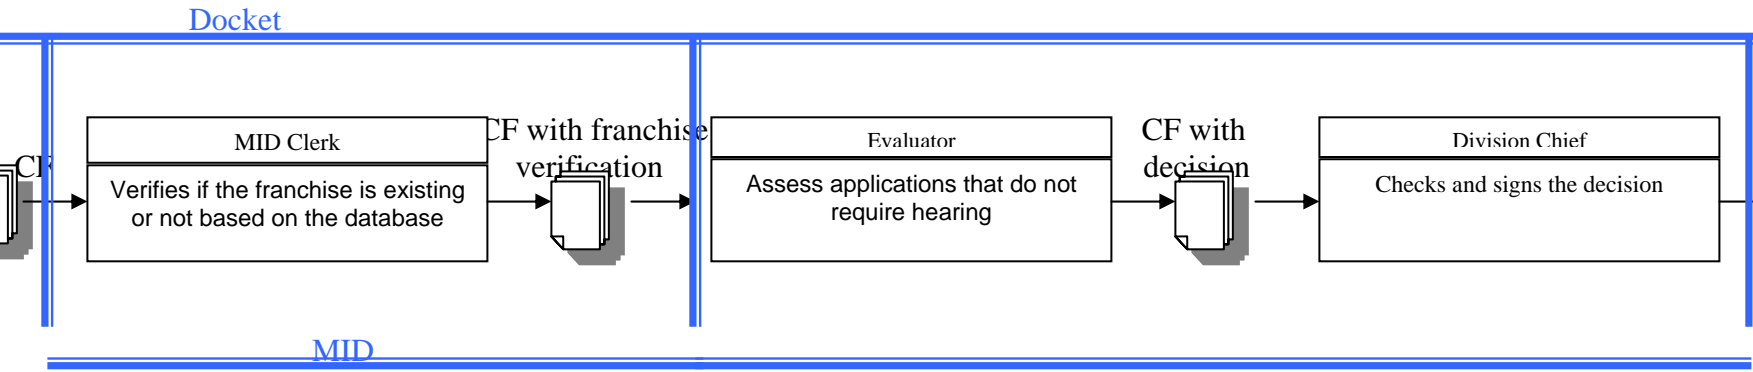 Docket
CF
MID Clerk
Verifies if the franchise is existing
or not based on the database
CF with franchise
verification
Evaluator
Assess applications that do not
require hearing
CF with
decision
Division Chief
Checks and signs the decision
MID